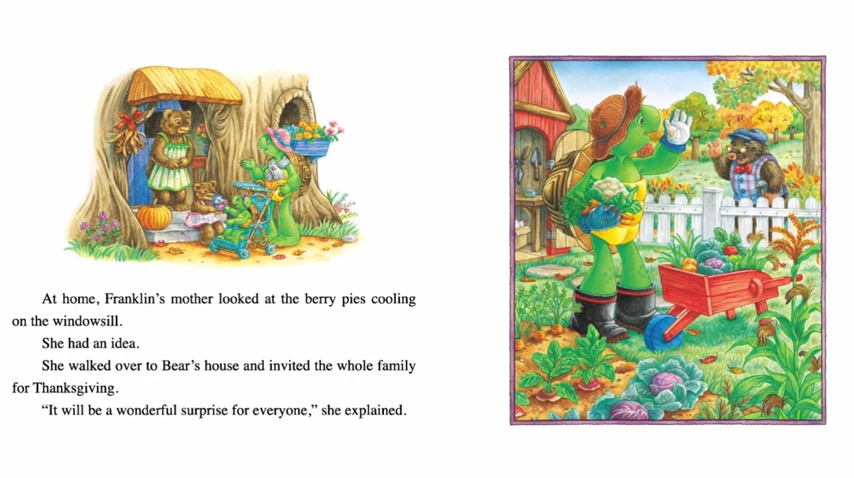 At home, Franklin's mother looked at the berry pies cooling
on the windowsill.
She had an idea.
She walked over to Bear's house and invited the whole family
for Thanksgiving.
“It will be a wonderful surprise for everyone,” she explained.